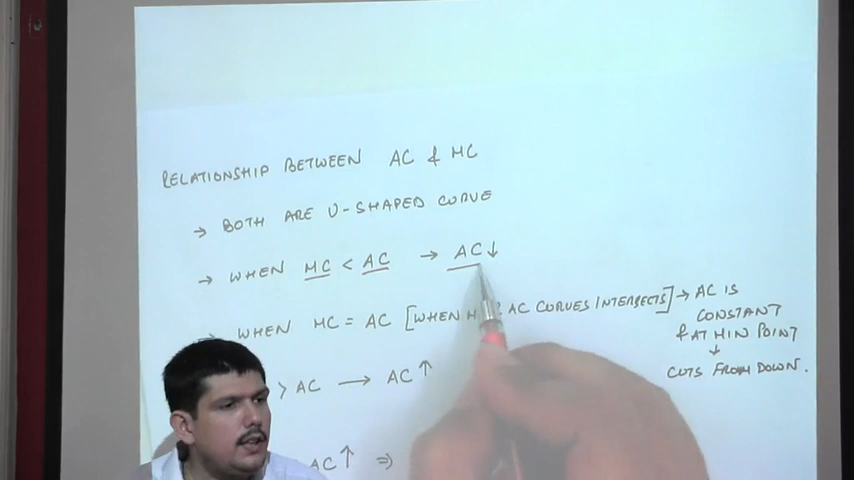 RELATIONSHIP BETWEEN AC & MC
→ BOTH ARE U-SHAPED CURVE
→ WHEN MC < AC → AC↓
→ WHEN MC = AC [WHEN AC CURVES INTERSECTS] → AC IS
CONSTANT
& AT MIN POINT
↓
CUTS FROM DOWN.
> AC → AC↑
AC↑ ⇒